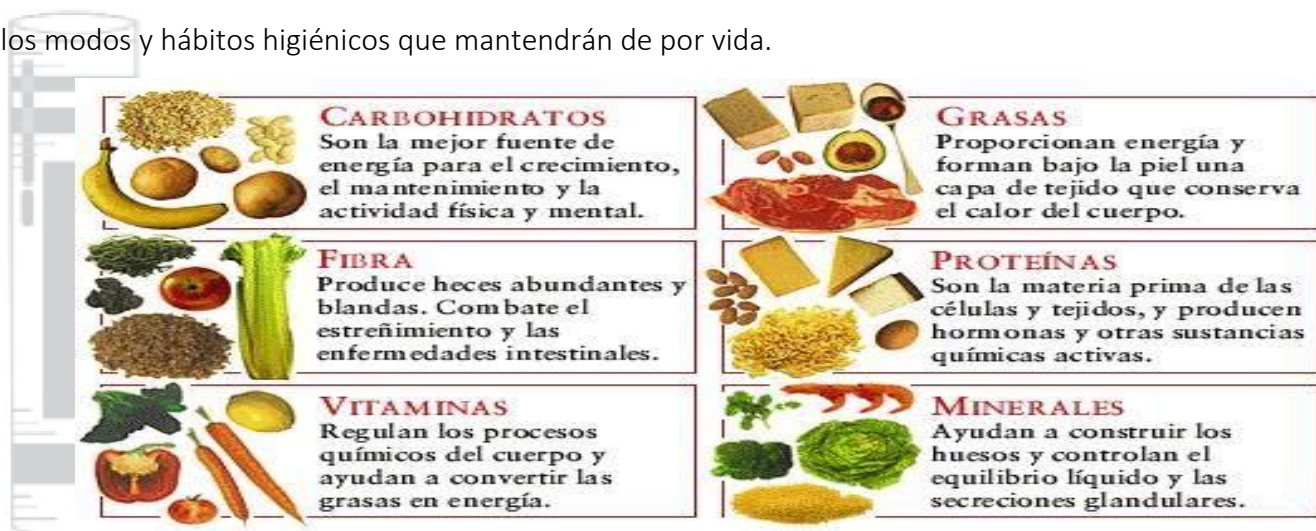 los modos y hábitos higiénicos que mantendrán de por vida.
CARBOHIDRATOS
Son la mejor fuente de
energía para el crecimiento,
el mantenimiento y la
actividad física y mental.
GRASAS
Proporcionan energía y
forman bajo la piel una
capa de tejido que conserva
el calor del cuerpo.
FIBRA
Produce heces abundantes y
blandas. Combate el
estreñimiento y las
enfermedades intestinales.
PROTEÍNAS
Son la materia prima de las
células y tejidos, y producen
hormonas y otras sustancias
químicas activas.
VITAMINAS
Regulan los procesos
químicos del cuerpo y
ayudan a convertir las
grasas en energía.
MINERALES
Ayudan a construir los
huesos y controlan el
equilibrio líquido y las
secreciones glandulares.